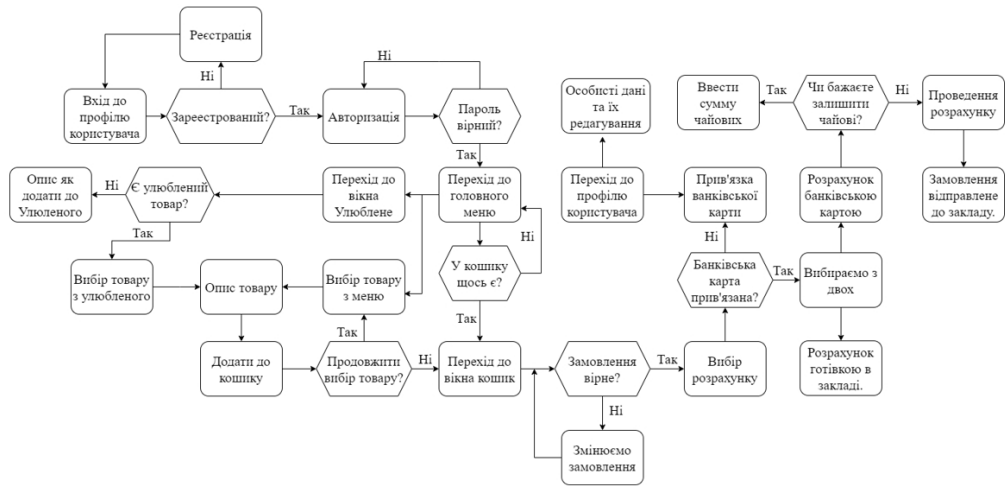 Реєстрація
Ні
Вхід до
профілю
користувача
Зареестрований?
Так
Авторизація
Ні
Пароль
вірний?
Так
Особисті дані
та їх
редагування
Ввести
сумму
чайових
Так
Чи бажаєте
залишити
чайові?
Ні
Проведення
розрахунку
Опис як
додати до
Улюленого
Ні
Є улюблений
товар?
Так
Перехід до
вікна
Улюблене
Перехід до
головного
меню
Ні
Перехід до
профілю
користувача
Прив'язка
ванківської
карти
Ні
Розрахунок
банківською
картою
Замовлення
відправлене
до закладу.
Вибір товару
з улюбленого
Опис товару
Вибір товару
з меню
Так
У кошику
щось є?
Так
Банківська
карта
прив'язана?
Так
Вибираємо з
двох
Додати до
кошику
Продовжити
вибір товару?
Ні
Перехід до
вікна кошик
Замовлення
вірне?
Так
Ні
Вибір
розрахунку
Розрахунок
готівкою в
закладі.
Змінюємо
замовлення